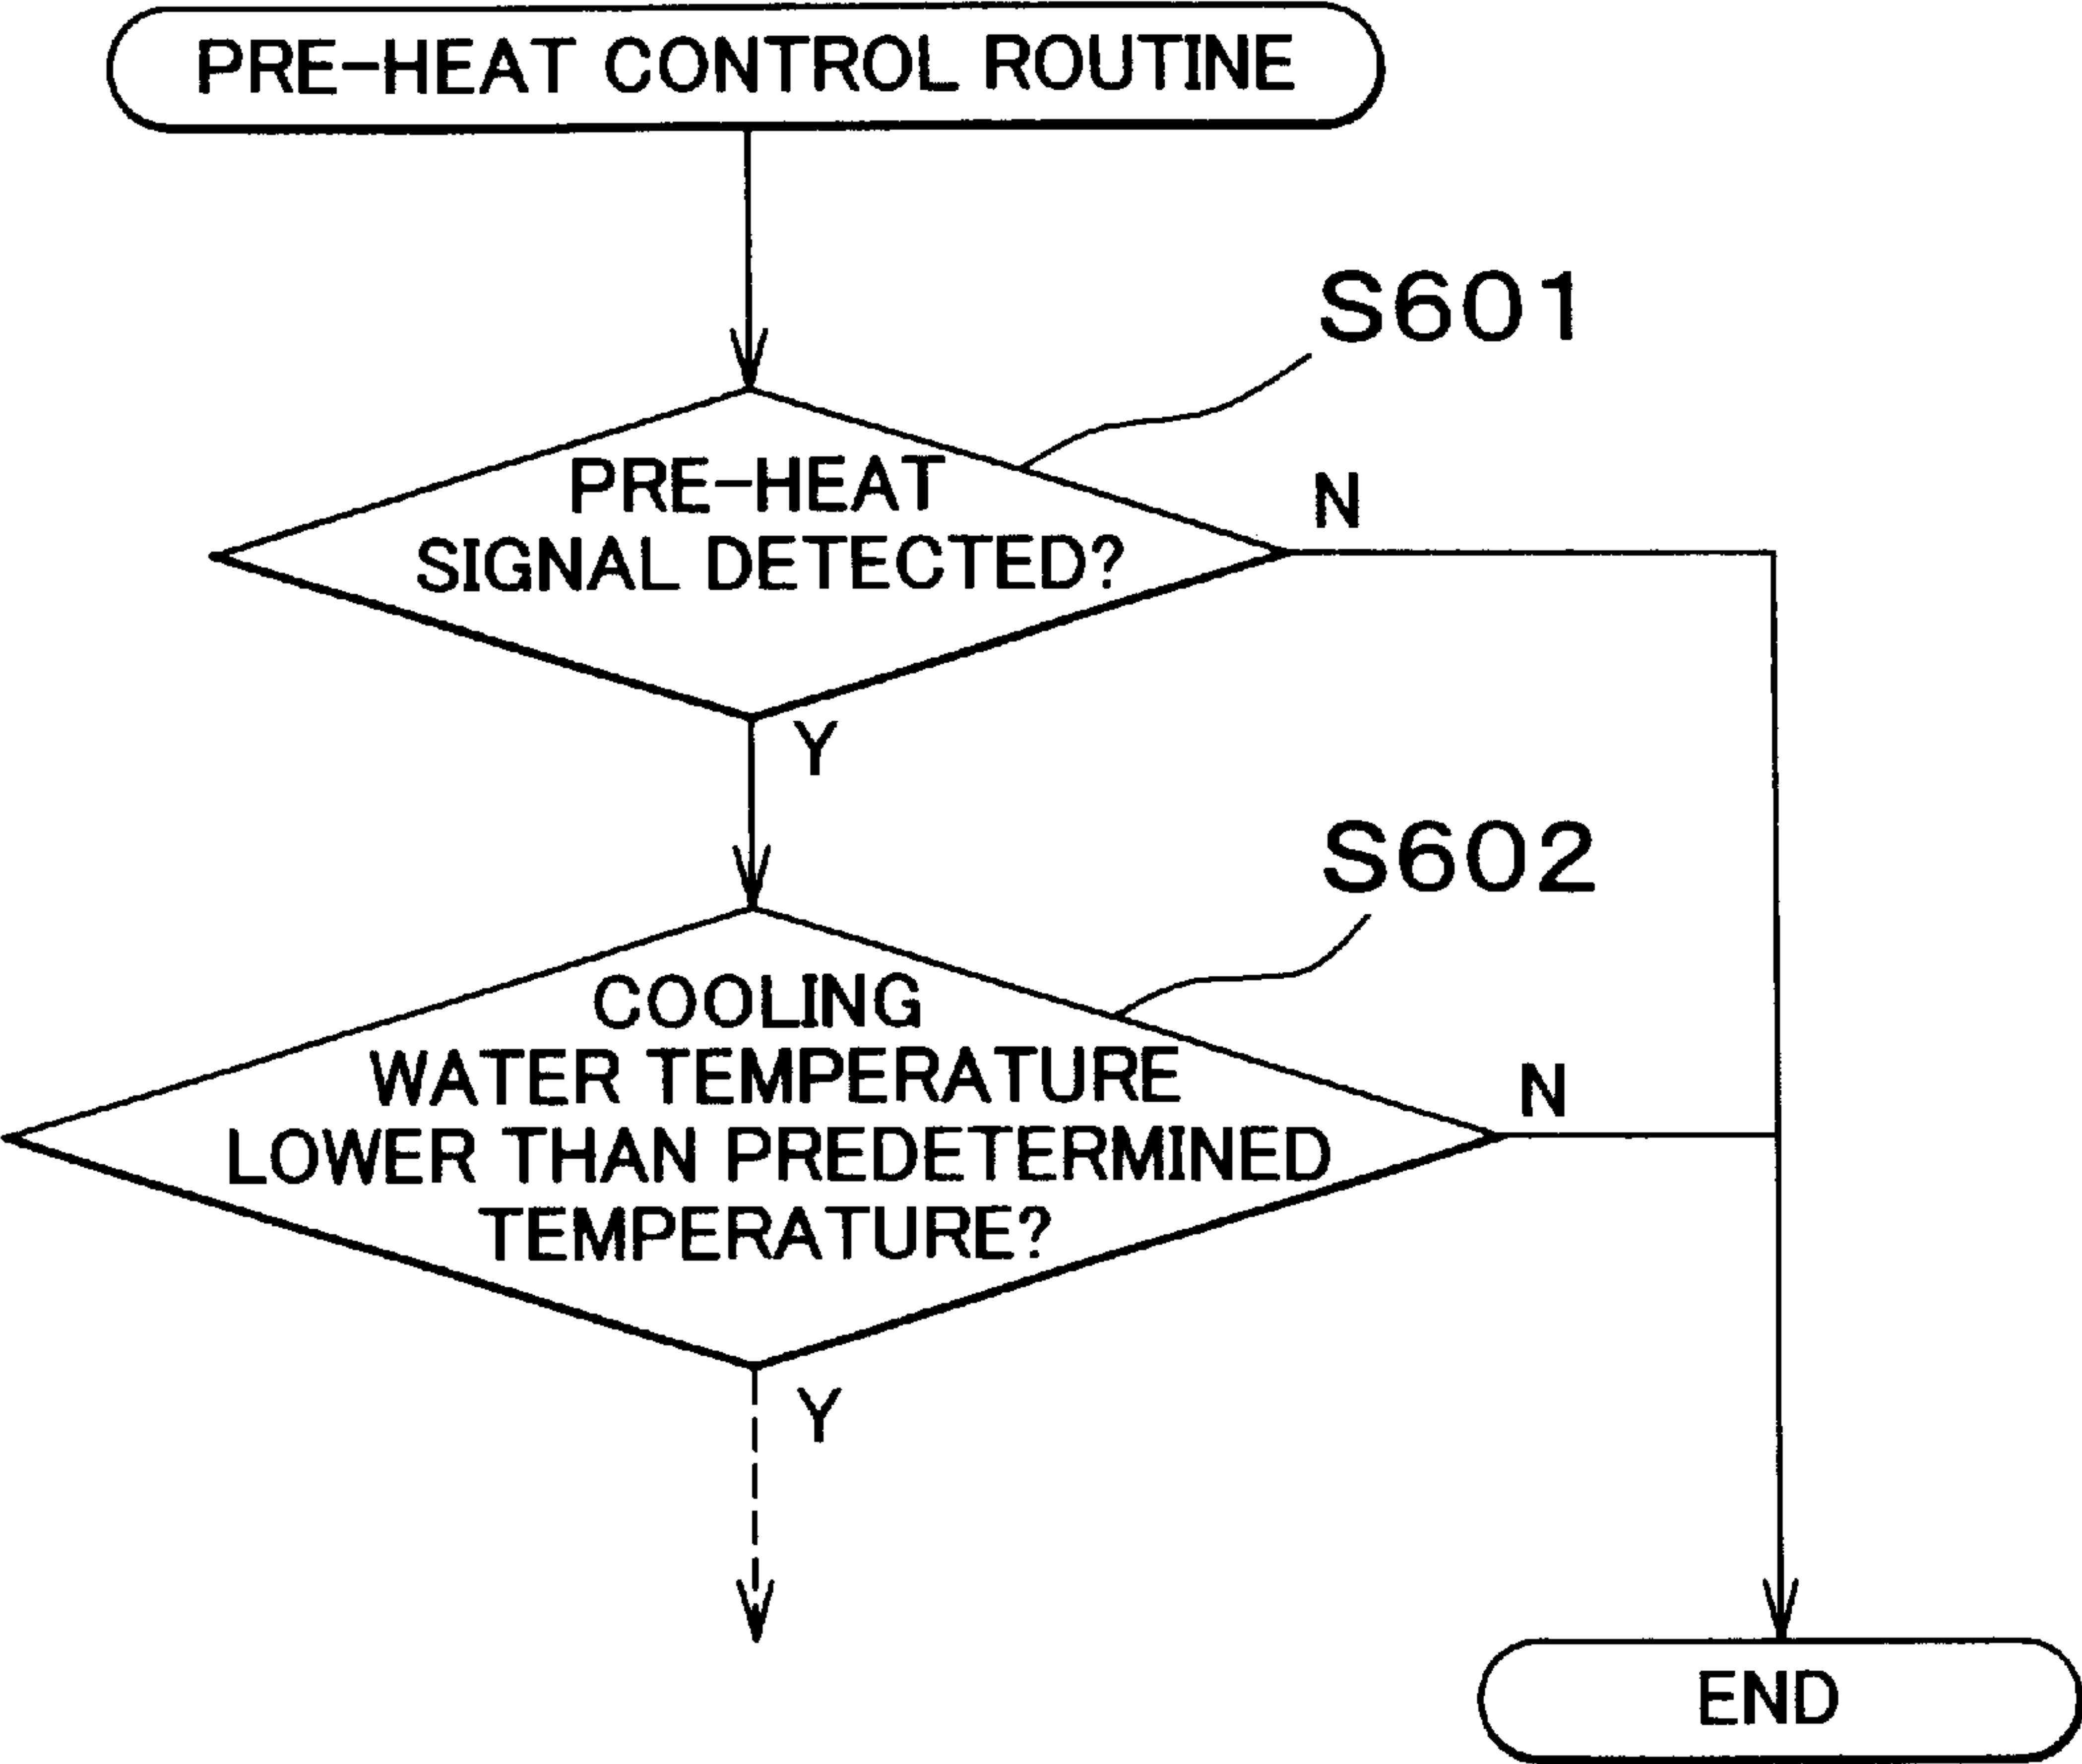 PRE-HEAT CONTROL ROUTINE
S601
PRE-HEAT
SIGNAL DETECTED?
N
Y
S602
COOLING
WATER TEMPERATURE
LOWER THAN PREDETERMINED
TEMPERATURE?
N
Y
END